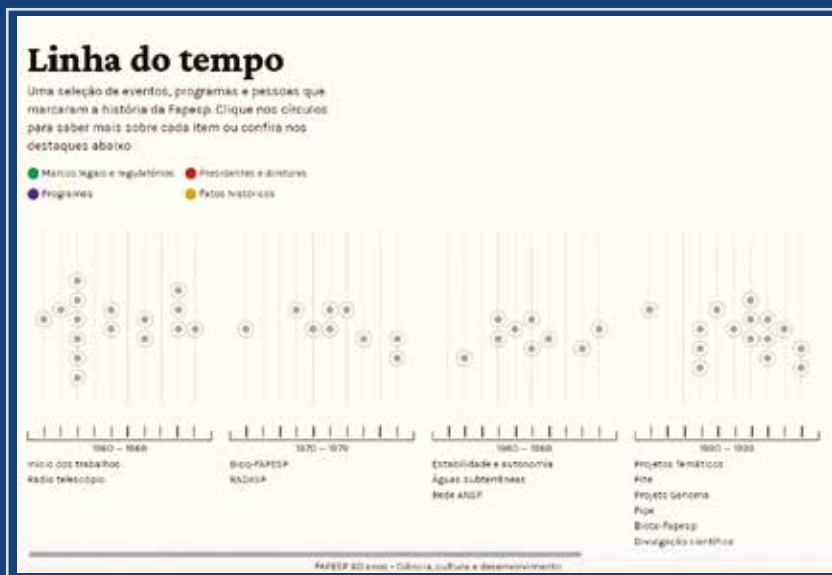 Linha do tempo
Uma seleção de eventos, programas e pessoas que
marcaram a história da Fapesp. Clique nos círculos
para saber mais sobre cada item ou confira nos
destaques abaixo
Marcos legais e regulatórios Presidentes e diretores
Programas Fatos históricos
1960 – 1969 1970 – 1979 1980 – 1989 1990 – 1999
Início dos trabalhos Bioq-FAPESP Estabilidade e autonomia Projetos Temáticos
Radio telescópio RADASP Águas subterrâneas Pite
Rede ANSP Projeto Genoma
Pipe
Biota-Fapesp
Divulgação científica
FAPESP 60 anos • Ciência, cultura e desenvolvimento